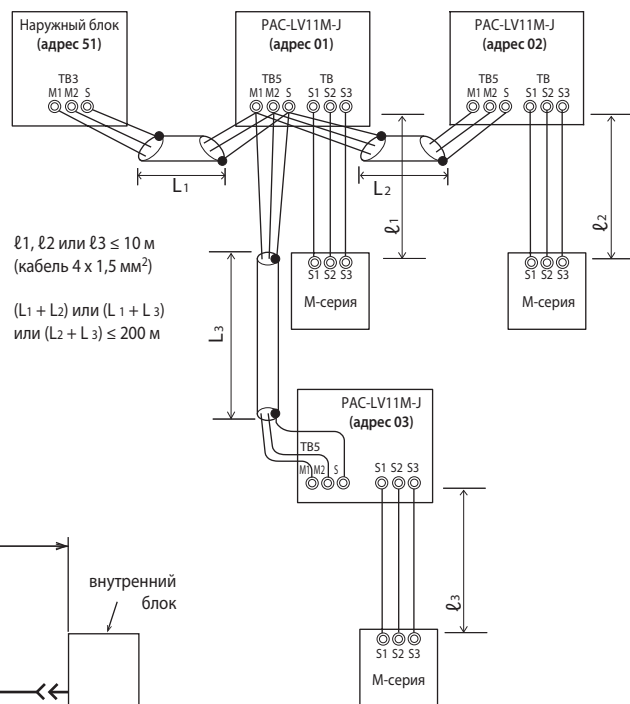 Наружный блок
(адрес 51)
TB3
M1 M2 S
PAC-LV11M-J
(адрес 01)
TB5 TB
M1 M2 S S1 S2 S3
PAC-LV11M-J
(адрес 02)
TB5 TB
M1 M2 S S1 S2 S3
L1
L2
ℓ1
ℓ2
ℓ1, ℓ2 или ℓ3 ≤ 10 м
(кабель 4 x 1,5 мм²)
(L1 + L2) или (L 1 + L 3)
или (L2 + L 3) ≤ 200 м
S1 S2 S3
М-серия
S1 S2 S3
М-серия
L3
PAC-LV11M-J
(адрес 03)
TB5
M1 M2 S S1 S2 S3
ℓ3
внутренний
блок
S1 S2 S3
М-серия